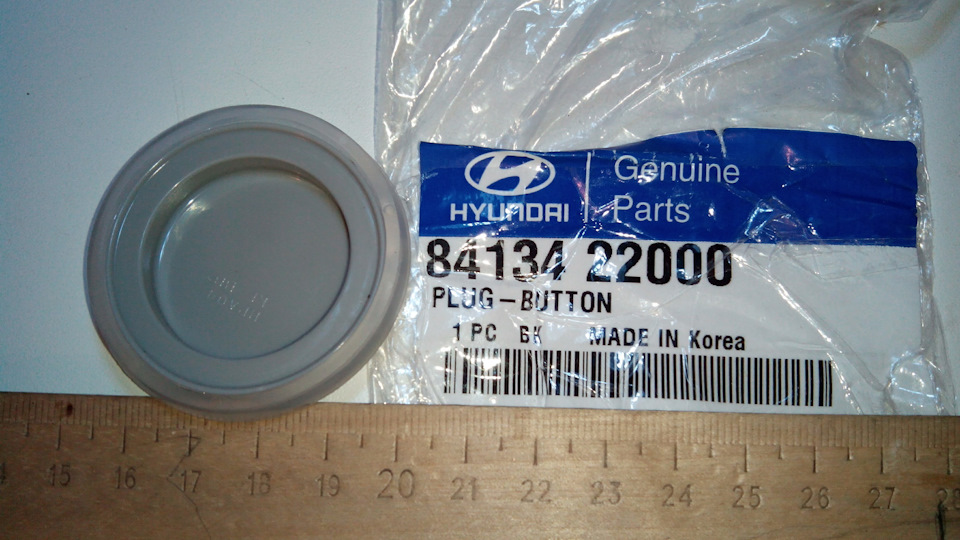 HYUNDAI
Genuine
Parts
84134 22000
PLUG-BUTTON
1 PC BK MADE IN Korea
15 16 17 18 19 20 21 22 23 24 25 26 27 28